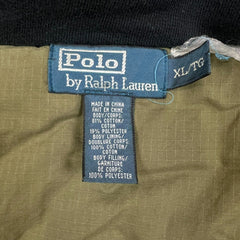 Polo
by Ralph Lauren
XL/TG
MADE IN CHINA
FAIT EN CHINE
BODY/CORPS:
81% COTTON/
COTON
19% POLYESTER
BODY LINING/
DOUBLURE CORPS:
100% COTTON/
COTON
BODY FILLING/
GARNITURE
DE CORPS:
100% POLYESTER